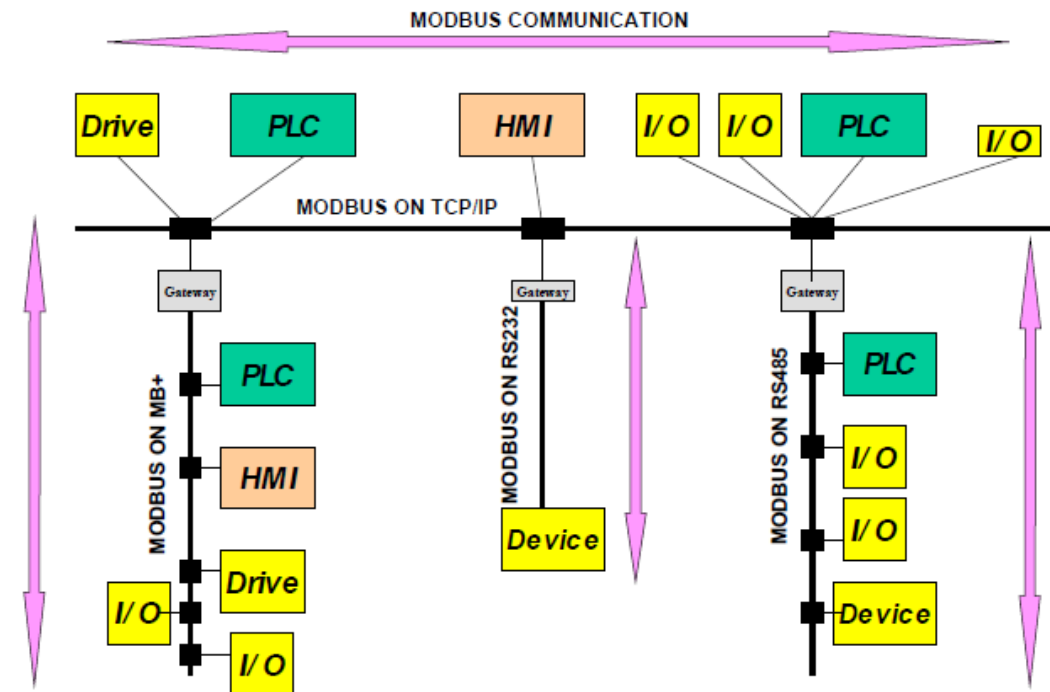 MODBUS COMMUNICATION
Drive
PLC
HMI
I/O
I/O
PLC
I/O
MODBUS ON TCP/IP
Gateway
Gateway
Gateway
MODBUS ON MB+
PLC
HMI
Drive
I/O
I/O
MODBUS ON RS232
Device
MODBUS ON RS485
PLC
I/O
I/O
Device